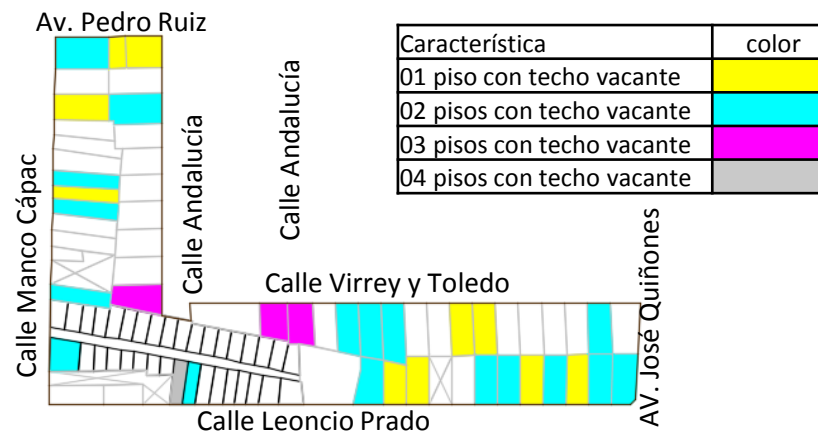 Av. Pedro Ruiz
Característica color
01 piso con techo vacante
02 pisos con techo vacante
03 pisos con techo vacante
04 pisos con techo vacante
Calle Andalucía
Calle Andalucía
Calle Manco Cápac
Calle Virrey y Toledo
AV. José Quiñones
Calle Leoncio Prado